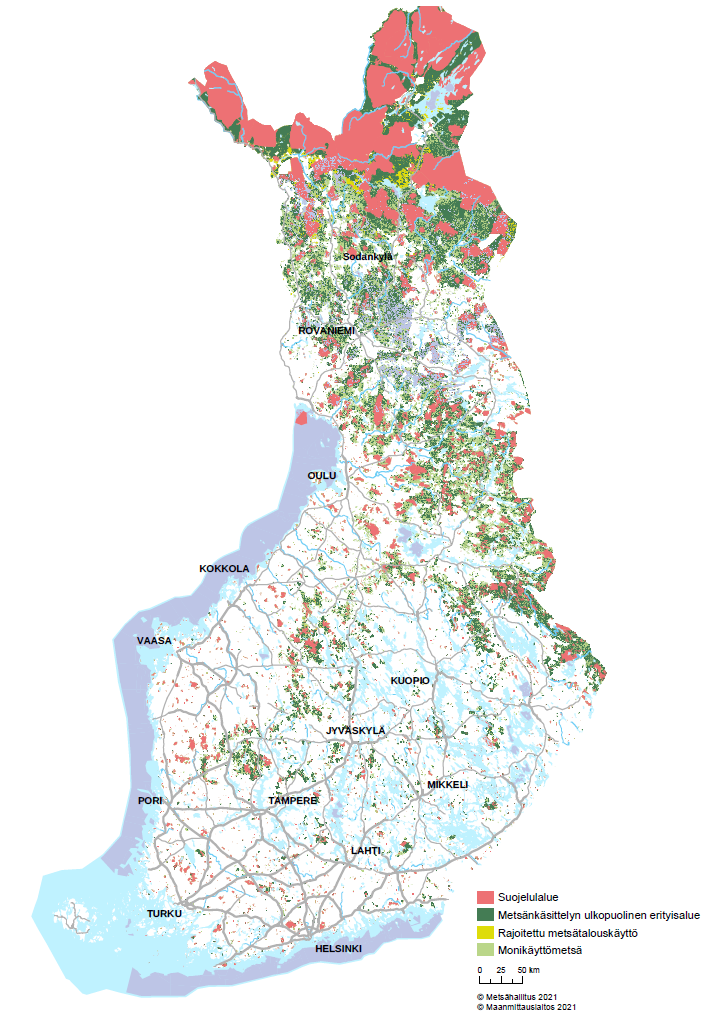 Sodankylä
ROVANIEMI
OULU
KOKKOLA
VAASA
KUOPIO
JYVÄSKYLÄ
MIKKELI
PORI
TAMPERE
LAHTI
TURKU
HELSINKI
Suojelualue
Metsänkäsittelyn ulkopuolinen erityisalue
Rajoitettu metsätalouskäyttö
Monikäyttömetsä
0 25 50 km
© Metsähallitus 2021
© Maanmittauslaitos 2021